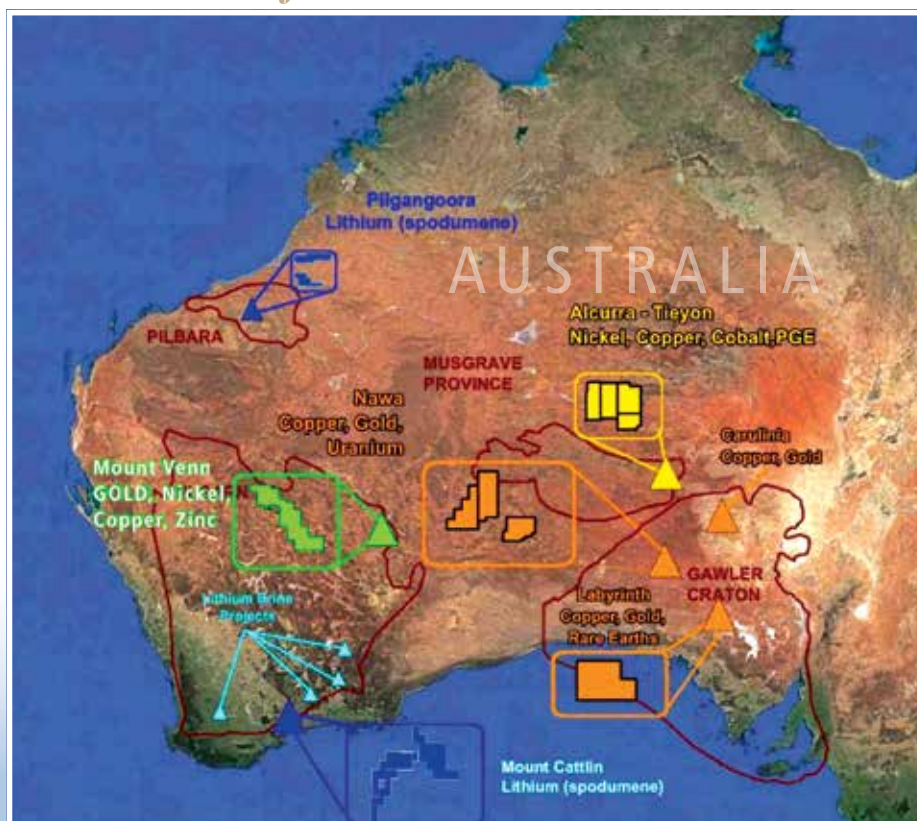 Pilgangoora
Lithium (spodumene)
AUSTRALIA
PILBARA
Alcurra - Tieyon
Nickel, Copper, Cobalt,PGE
MUSGRAVE
PROVINCE
Nawa
Copper, Gold,
Uranium
Carulinia
Copper, Gold
Mount Venn
GOLD, Nickel,
Copper, Zinc
GAWLER
CRATON
Labyrinth
Copper, Gold,
Rare Earths
Lithium Brine
Projects
Mount Cattlin
Lithium (spodumene)